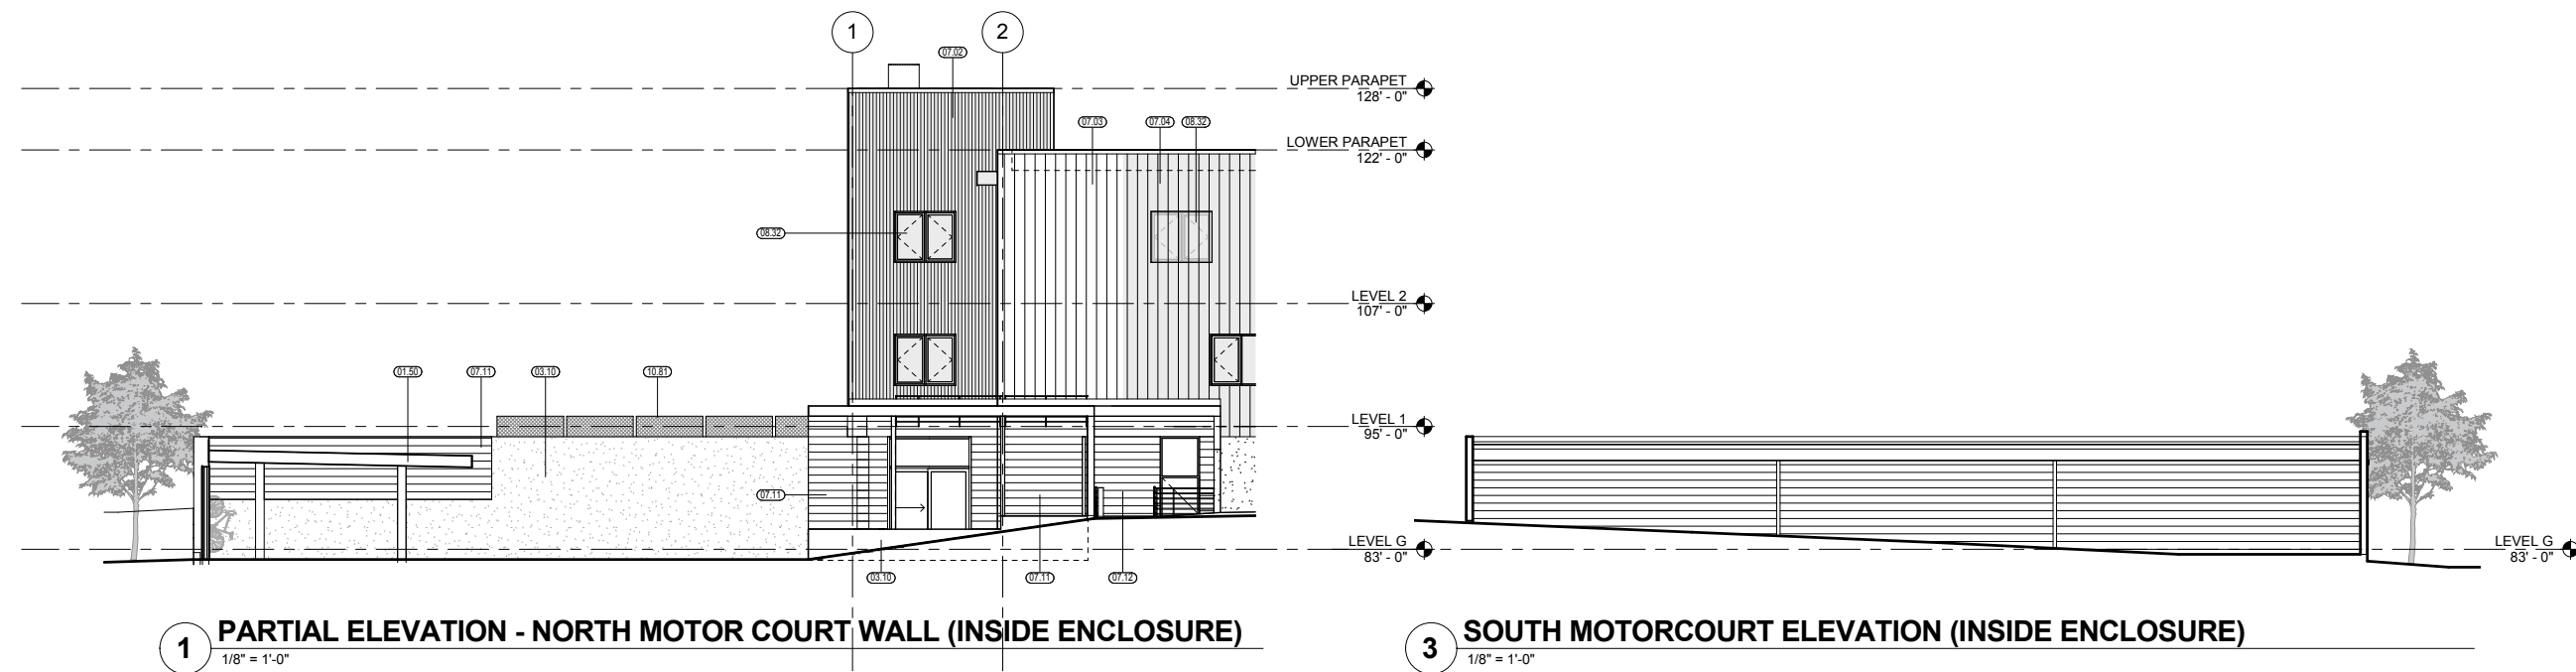 1
2
07.02
UPPER PARAPET
128' - 0"
07.03
07.04
08.32
LOWER PARAPET
122' - 0"
08.32
LEVEL 2
107' - 0"
01.50
07.11
03.10
10.81
LEVEL 1
95' - 0"
07.11
LEVEL G
83' - 0"
LEVEL G
83' - 0"
03.10
07.11
07.12
1
PARTIAL ELEVATION - NORTH MOTOR COURT WALL (INSIDE ENCLOSURE)
1/8" = 1'-0"
3
SOUTH MOTORCOURT ELEVATION (INSIDE ENCLOSURE)
1/8" = 1'-0"